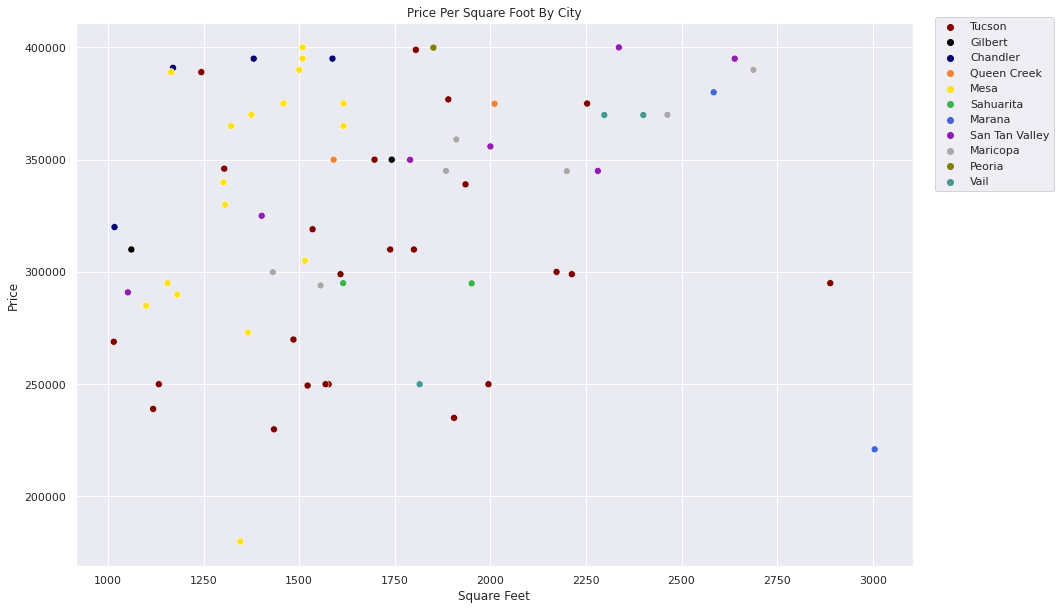 Price Per Square Foot By City
Price
400000
350000
300000
250000
200000
1000 1250 1500 1750 2000 2250 2500 2750 3000
Square Feet
Tucson
Gilbert
Chandler
Queen Creek
Mesa
Sahuarita
Marana
San Tan Valley
Maricopa
Peoria
Vail